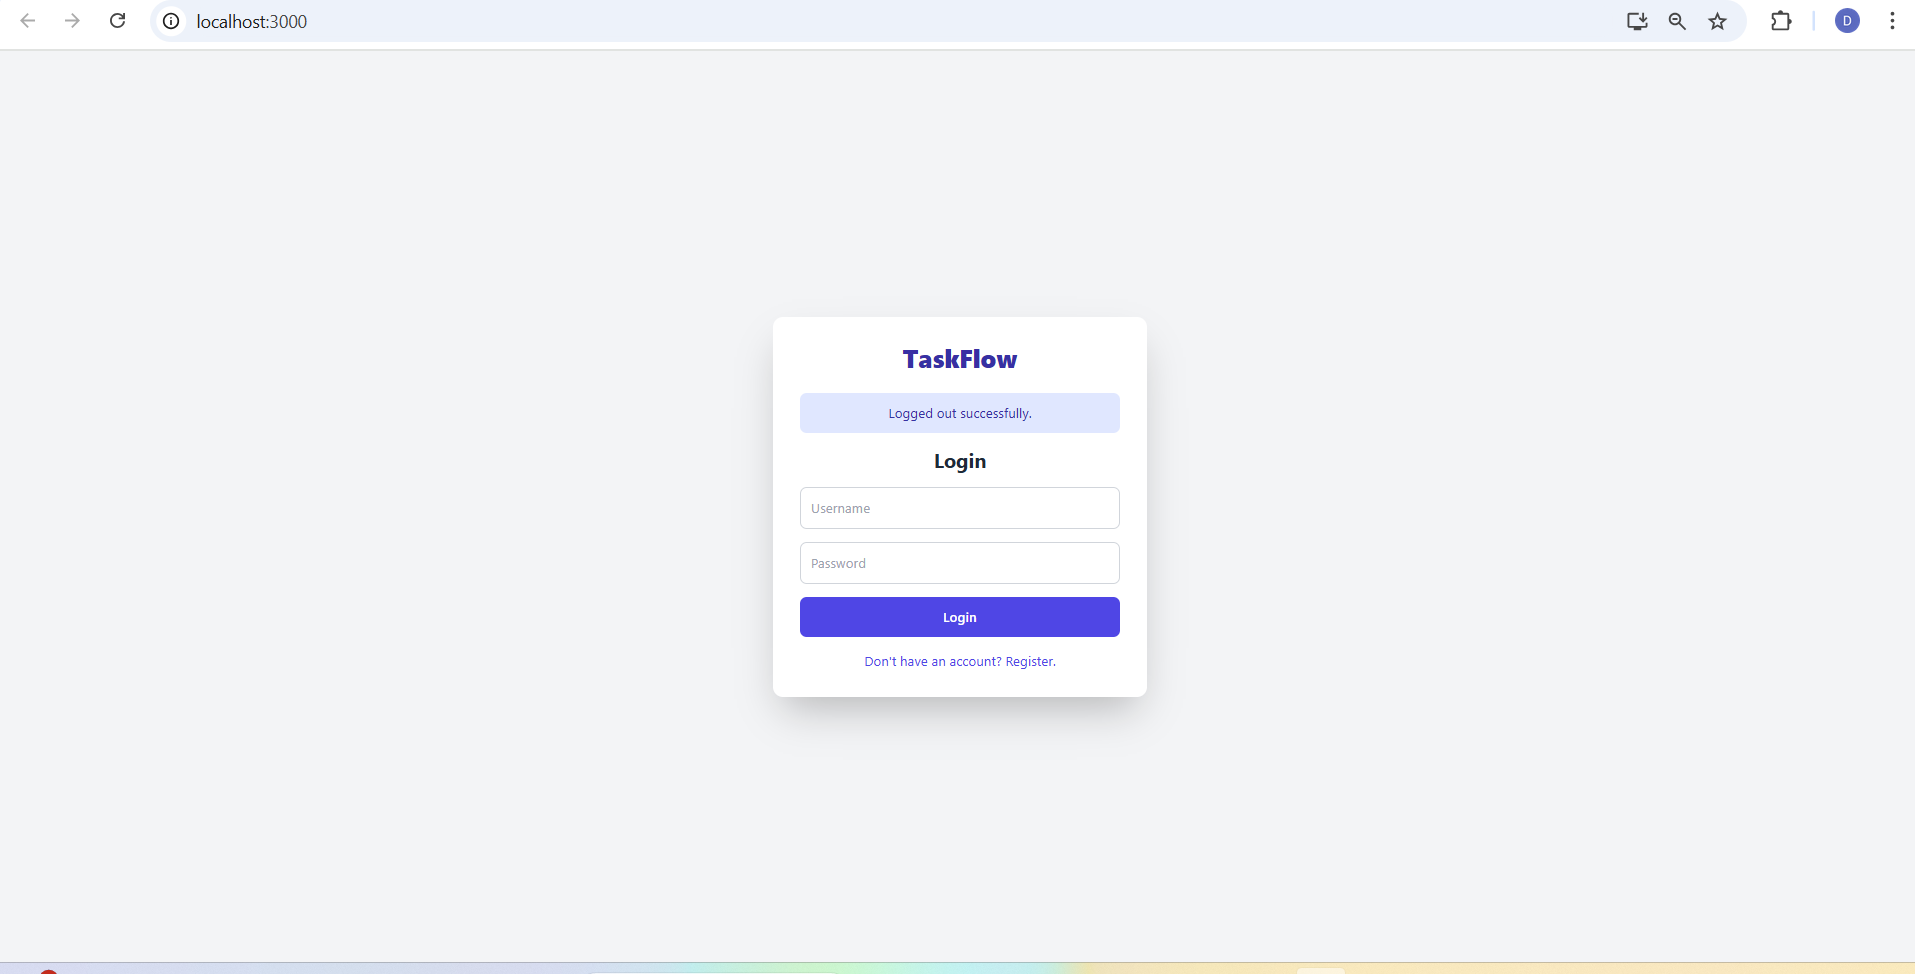 localhost:3000
D
TaskFlow
Logged out successfully.
Login
Username
Password
Login
Don't have an account? Register.